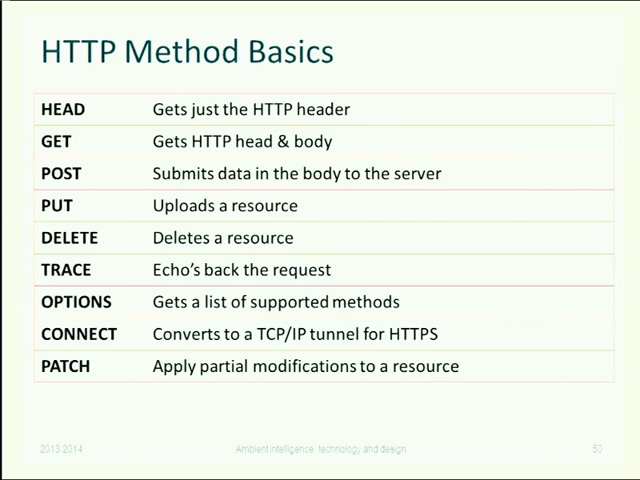 HTTP Method Basics
HEAD Gets just the HTTP header
GET Gets HTTP head & body
POST Submits data in the body to the server
PUT Uploads a resource
DELETE Deletes a resource
TRACE Echo's back the request
OPTIONS Gets a list of supported methods
CONNECT Converts to a TCP/IP tunnel for HTTPS
PATCH Apply partial modifications to a resource
2013/2014 Ambient intelligence: technology and design 50